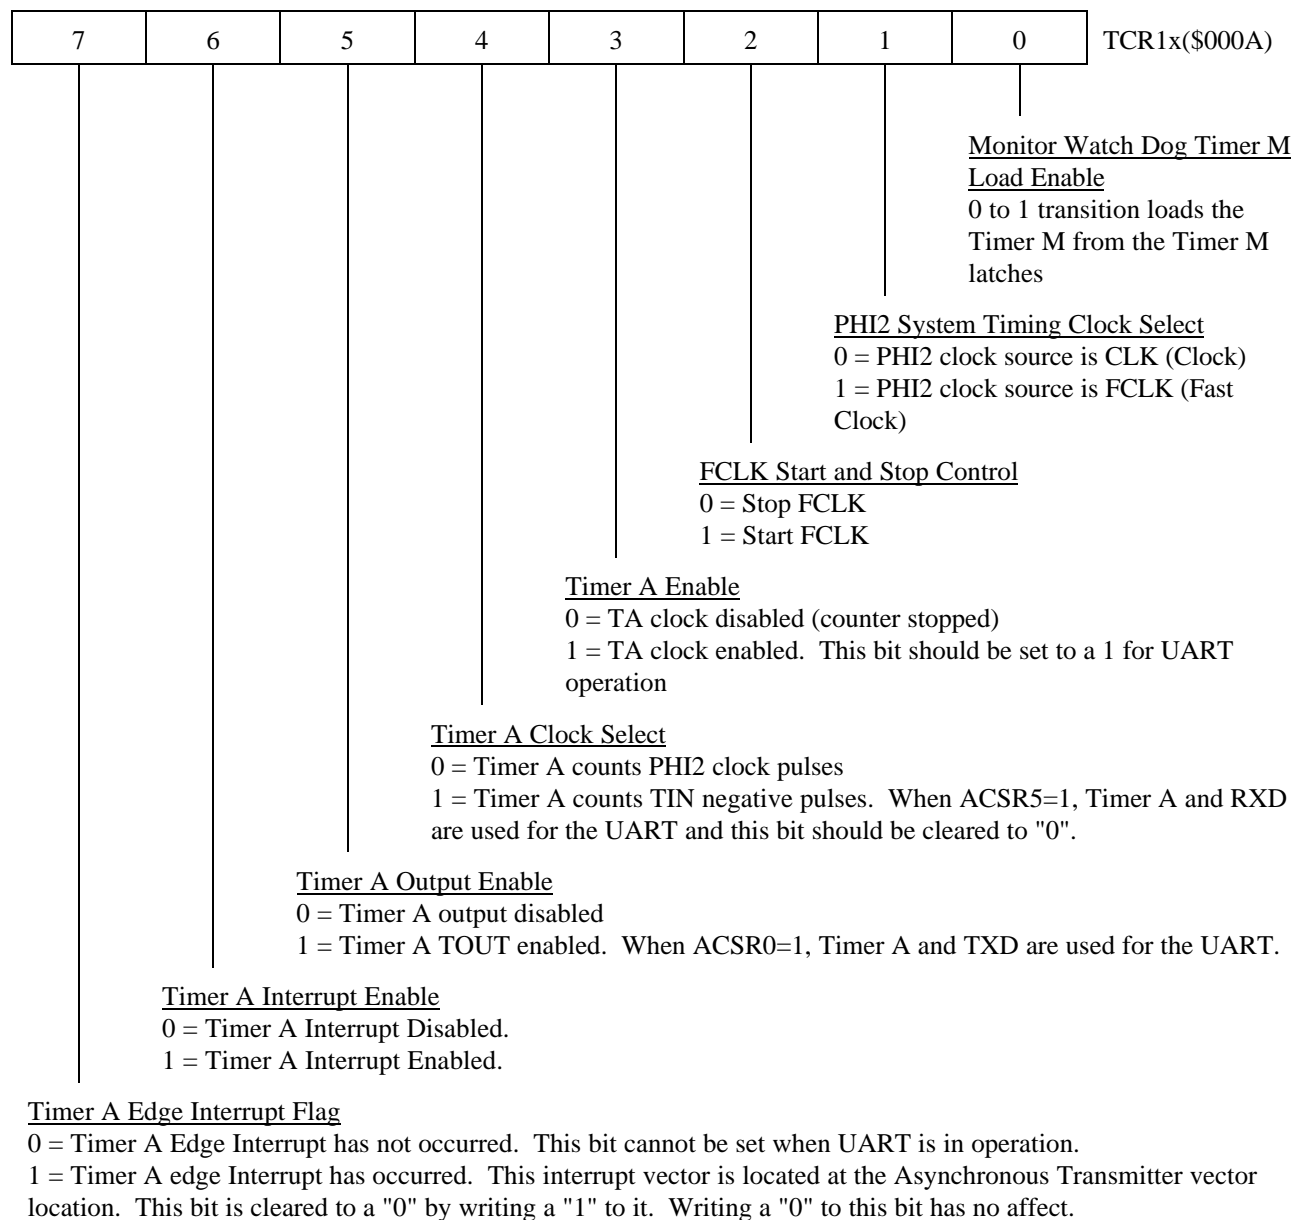 7 6 5 4 3 2 1 0 TCR1x($000A)
Monitor Watch Dog Timer M
Load Enable
0 to 1 transition loads the
Timer M from the Timer M
latches
PHI2 System Timing Clock Select
0 = PHI2 clock source is CLK (Clock)
1 = PHI2 clock source is FCLK (Fast
Clock)
FCLK Start and Stop Control
0 = Stop FCLK
1 = Start FCLK
Timer A Enable
0 = TA clock disabled (counter stopped)
1 = TA clock enabled.  This bit should be set to a 1 for UART
operation
Timer A Clock Select
0 = Timer A counts PHI2 clock pulses
1 = Timer A counts TIN negative pulses.  When ACSR5=1, Timer A and RXD
are used for the UART and this bit should be cleared to "0".
Timer A Output Enable
0 = Timer A output disabled
1 = Timer A TOUT enabled.  When ACSR0=1, Timer A and TXD are used for the UART.
Timer A Interrupt Enable
0 = Timer A Interrupt Disabled.
1 = Timer A Interrupt Enabled.
Timer A Edge Interrupt Flag
0 = Timer A Edge Interrupt has not occurred.  This bit cannot be set when UART is in operation.
1 = Timer A edge Interrupt has occurred.  This interrupt vector is located at the Asynchronous Transmitter vector
location.  This bit is cleared to a "0" by writing a "1" to it.  Writing a "0" to this bit has no affect.